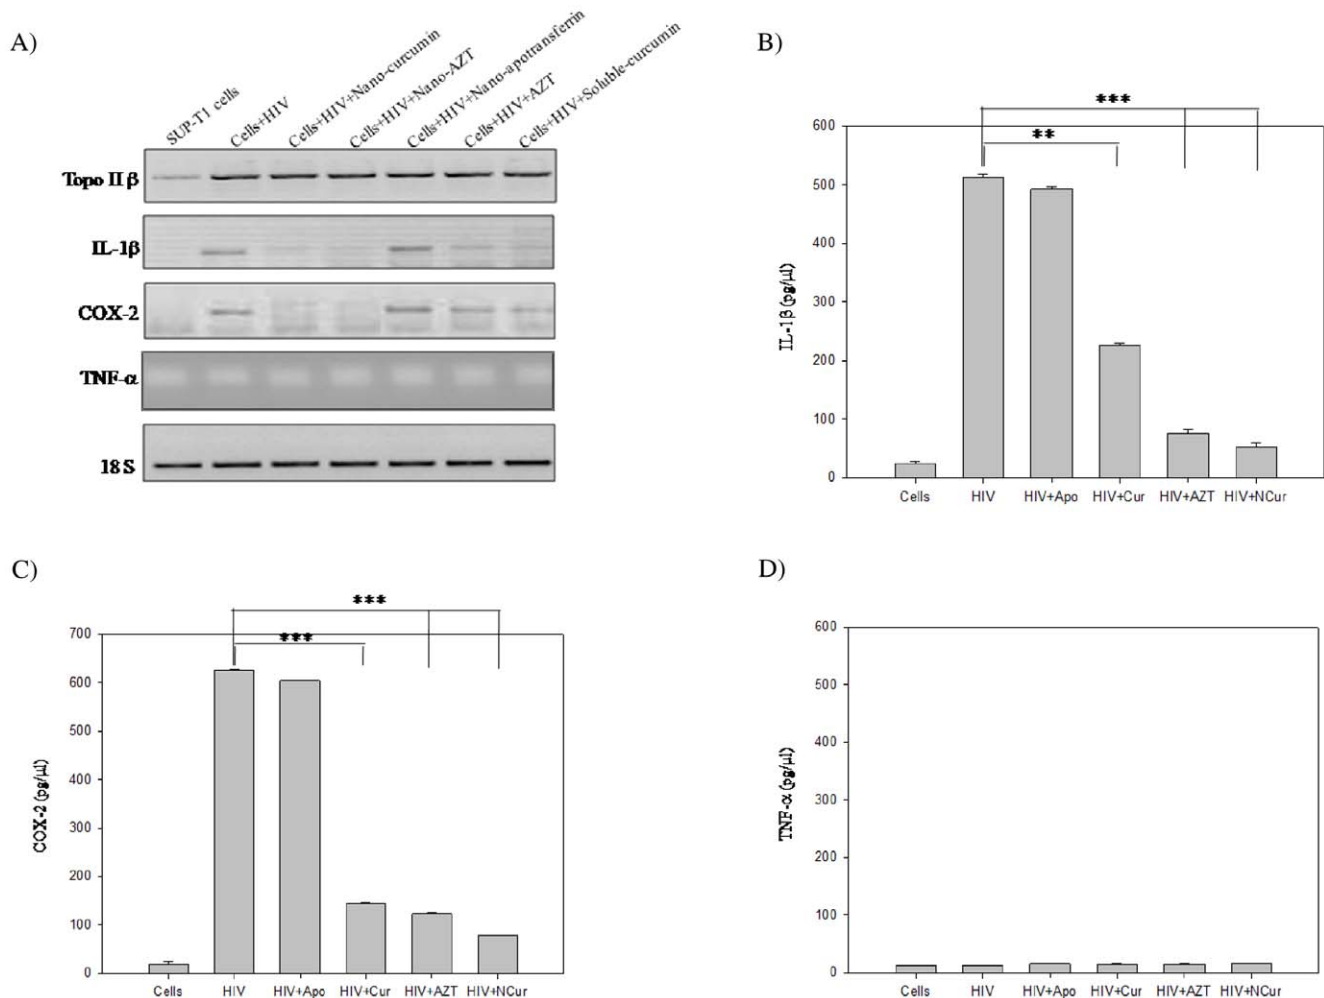 A)
SUP-T1 cells
Cells+HIV
Cells+HIV+Nano-curcumin
Cells+HIV+Nano-AZT
Cells+HIV+Nano-apotransferrin
Cells+HIV+AZT
Cells+HIV+Soluble-curcumin
Topo II β
IL-1β
COX-2
TNF-α
18 S
B)
***
**
600
500
400
300
200
100
0
IL-1β (pg/μl)
Cells HIV HIV+Apo HIV+Cur HIV+AZT HIV+NCur
C)
***
***
700
600
500
400
300
200
100
0
COX-2 (pg/μl)
Cells HIV HIV+Apo HIV+Cur HIV+AZT HIV+NCur
D)
600
500
400
300
200
100
0
TNF-α (pg/μl)
Cells HIV HIV+Apo HIV+Cur HIV+AZT HIV+NCur